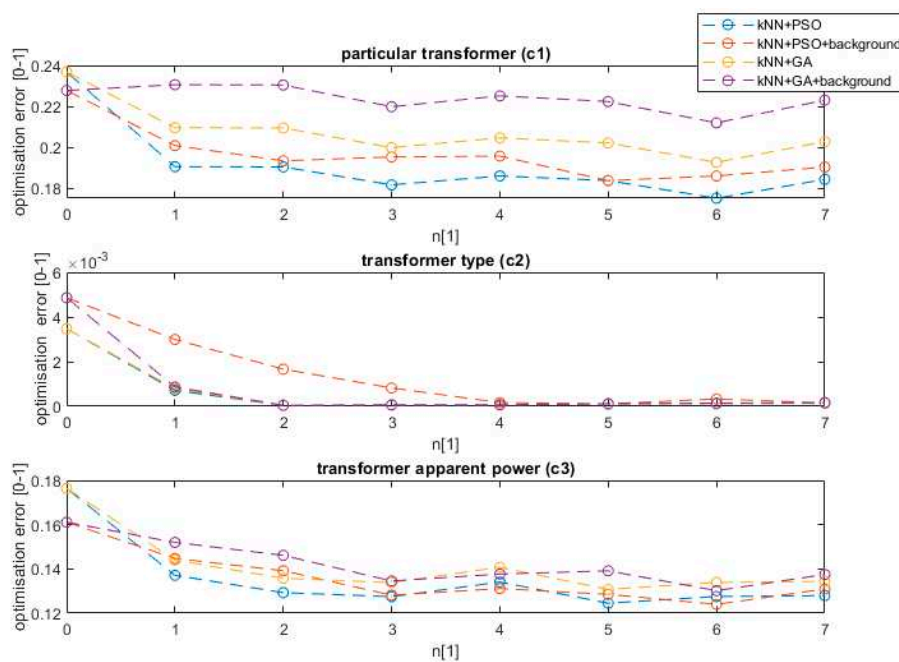 kNN+PSO
kNN+PSO+background
kNN+GA
kNN+GA+background
particular transformer (c1)
optimisation error [0-1]
0.24
0.22
0.2
0.18
0 1 2 3 4 5 6 7
n[1]
transformer type (c2)
×10-3
optimisation error [0-1]
6
4
2
0
0 1 2 3 4 5 6 7
n[1]
transformer apparent power (c3)
optimisation error [0-1]
0.18
0.16
0.14
0.12
0 1 2 3 4 5 6 7
n[1]